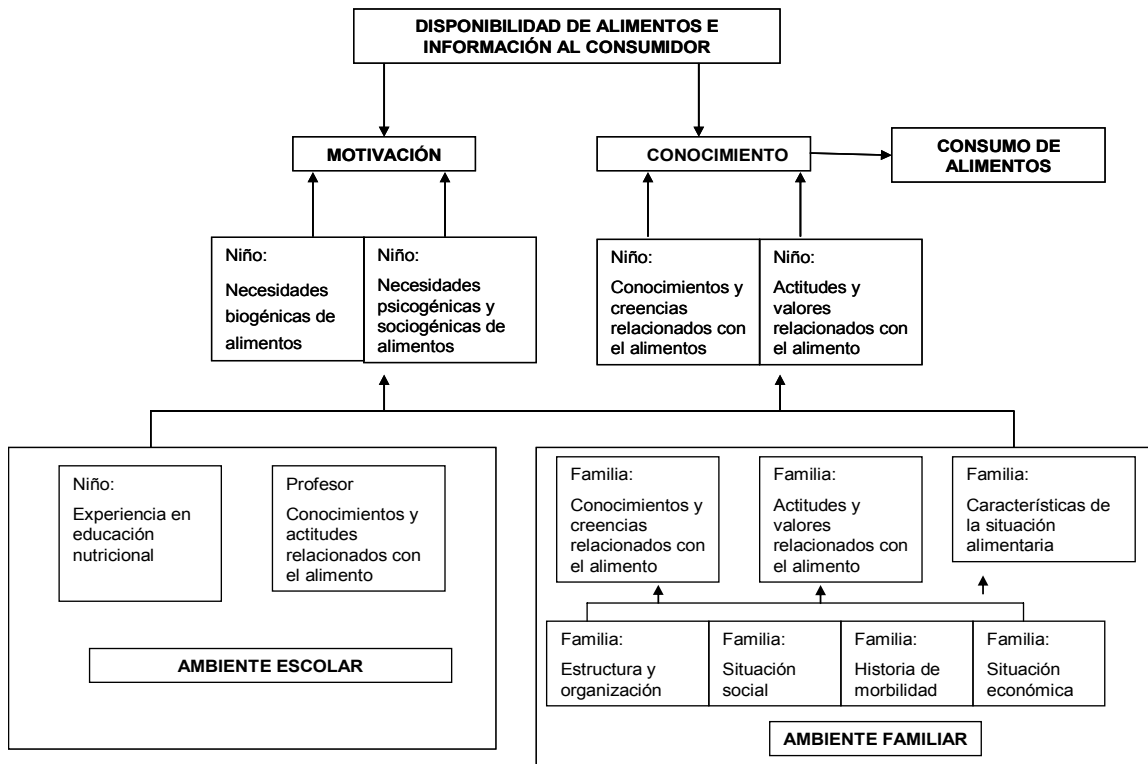 DISPONIBILIDAD DE ALIMENTOS E
INFORMACIÓN AL CONSUMIDOR
MOTIVACIÓN
CONOCIMIENTO
CONSUMO DE
ALIMENTOS
Niño:
Necesidades
biogénicas de
alimentos
Niño:
Necesidades
psicogénicas y
sociogénicas de
alimentos
Niño:
Conocimientos y
creencias
relacionados con
el alimentos
Niño:
Actitudes y
valores
relacionados con
el alimento
Niño:
Experiencia en
educación
nutricional
Profesor
Conocimientos y
actitudes
relacionados con
el alimento
AMBIENTE ESCOLAR
Familia:
Conocimientos y
creencias
relacionados con
el alimento
Familia:
Actitudes y
valores
relacionados con
el alimento
Familia:
Características de
la situación
alimentaria
Familia:
Estructura y
organización
Familia:
Situación
social
Familia:
Historia de
morbilidad
Familia:
Situación
económica
AMBIENTE FAMILIAR